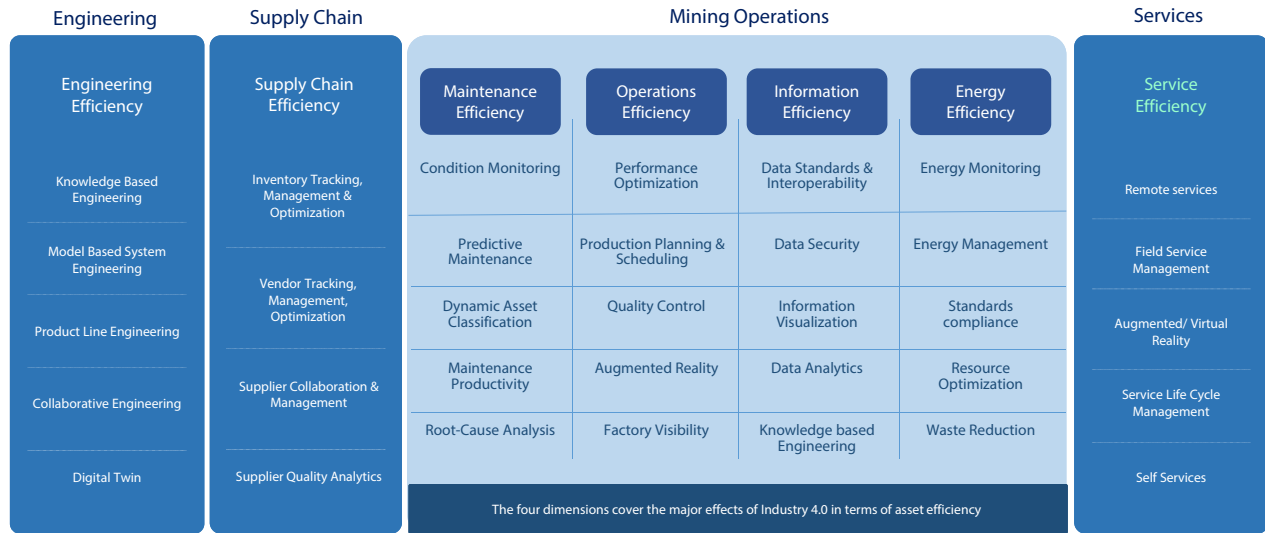 Engineering
Supply Chain
Mining Operations
Services
Engineering
Efficiency
Knowledge Based
Engineering
Model Based System
Engineering
Product Line Engineering
Collaborative Engineering
Digital Twin
Supply Chain
Efficiency
Inventory Tracking,
Management &
Optimization
Vendor Tracking,
Management,
Optimization
Supplier Collaboration &
Management
Supplier Quality Analytics
Maintenance
Efficiency
Condition Monitoring
Predictive
Maintenance
Dynamic Asset
Classification
Maintenance
Productivity
Root-Cause Analysis
Operations
Efficiency
Performance
Optimization
Production Planning &
Scheduling
Quality Control
Augmented Reality
Factory Visibility
Information
Efficiency
Data Standards &
Interoperability
Data Security
Information
Visualization
Data Analytics
Knowledge based
Engineering
Energy
Efficiency
Energy Monitoring
Energy Management
Standards
compliance
Resource
Optimization
Waste Reduction
The four dimensions cover the major effects of Industry 4.0 in terms of asset efficiency
Service
Efficiency
Remote services
Field Service
Management
Augmented/ Virtual
Reality
Service Life Cycle
Management
Self Services